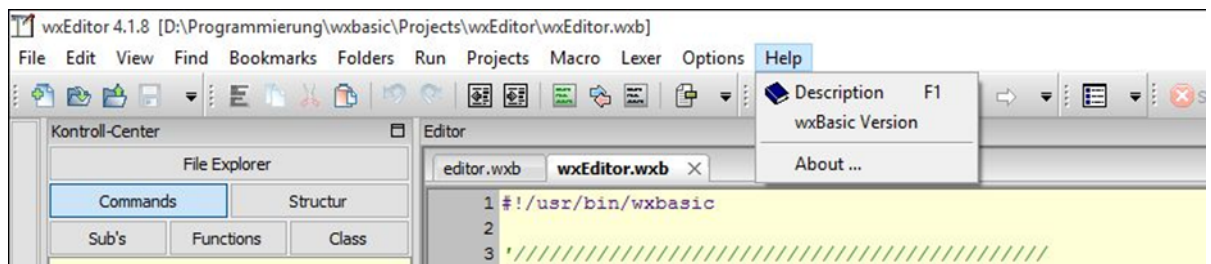 wxEditor 4.1.8 [D:\Programmierung\wxbasic\Projects\wxEditor\wxEditor.wxb]
File Edit View Find Bookmarks Folders Run Projects Macro Lexer Options Help
Description F1
wxBasic Version
About ...
Kontroll-Center
File Explorer
Commands Structur
Sub's Functions Class
Editor
editor.wxb wxEditor.wxb
1 #!/usr/bin/wxbasic
2
3 '//////////////////////////////////////////